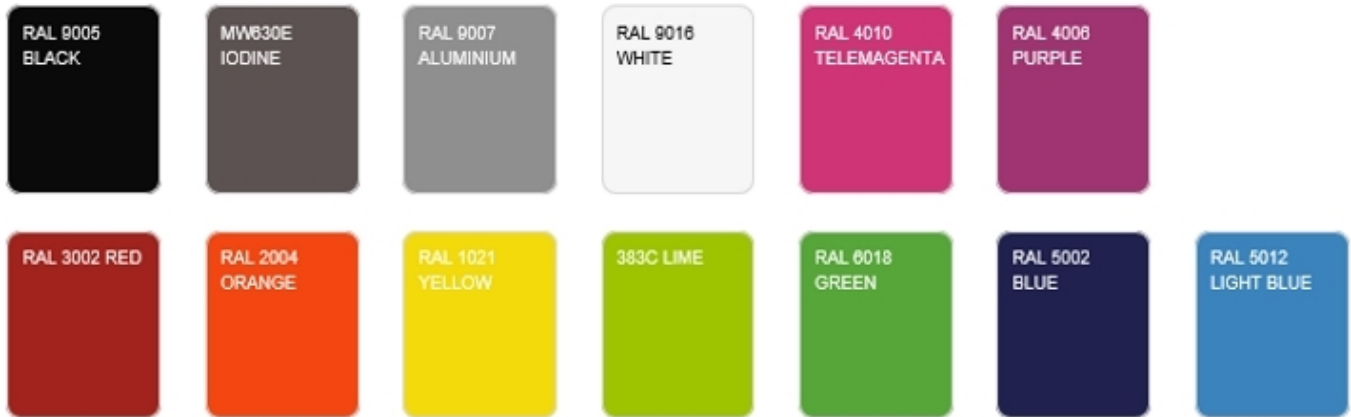 RAL 9005
BLACK
MW630E
IODINE
RAL 9007
ALUMINIUM
RAL 9016
WHITE
RAL 4010
TELEMAGENTA
RAL 4006
PURPLE
RAL 3002 RED
RAL 2004
ORANGE
RAL 1021
YELLOW
383C LIME
RAL 6018
GREEN
RAL 5002
BLUE
RAL 5012
LIGHT BLUE